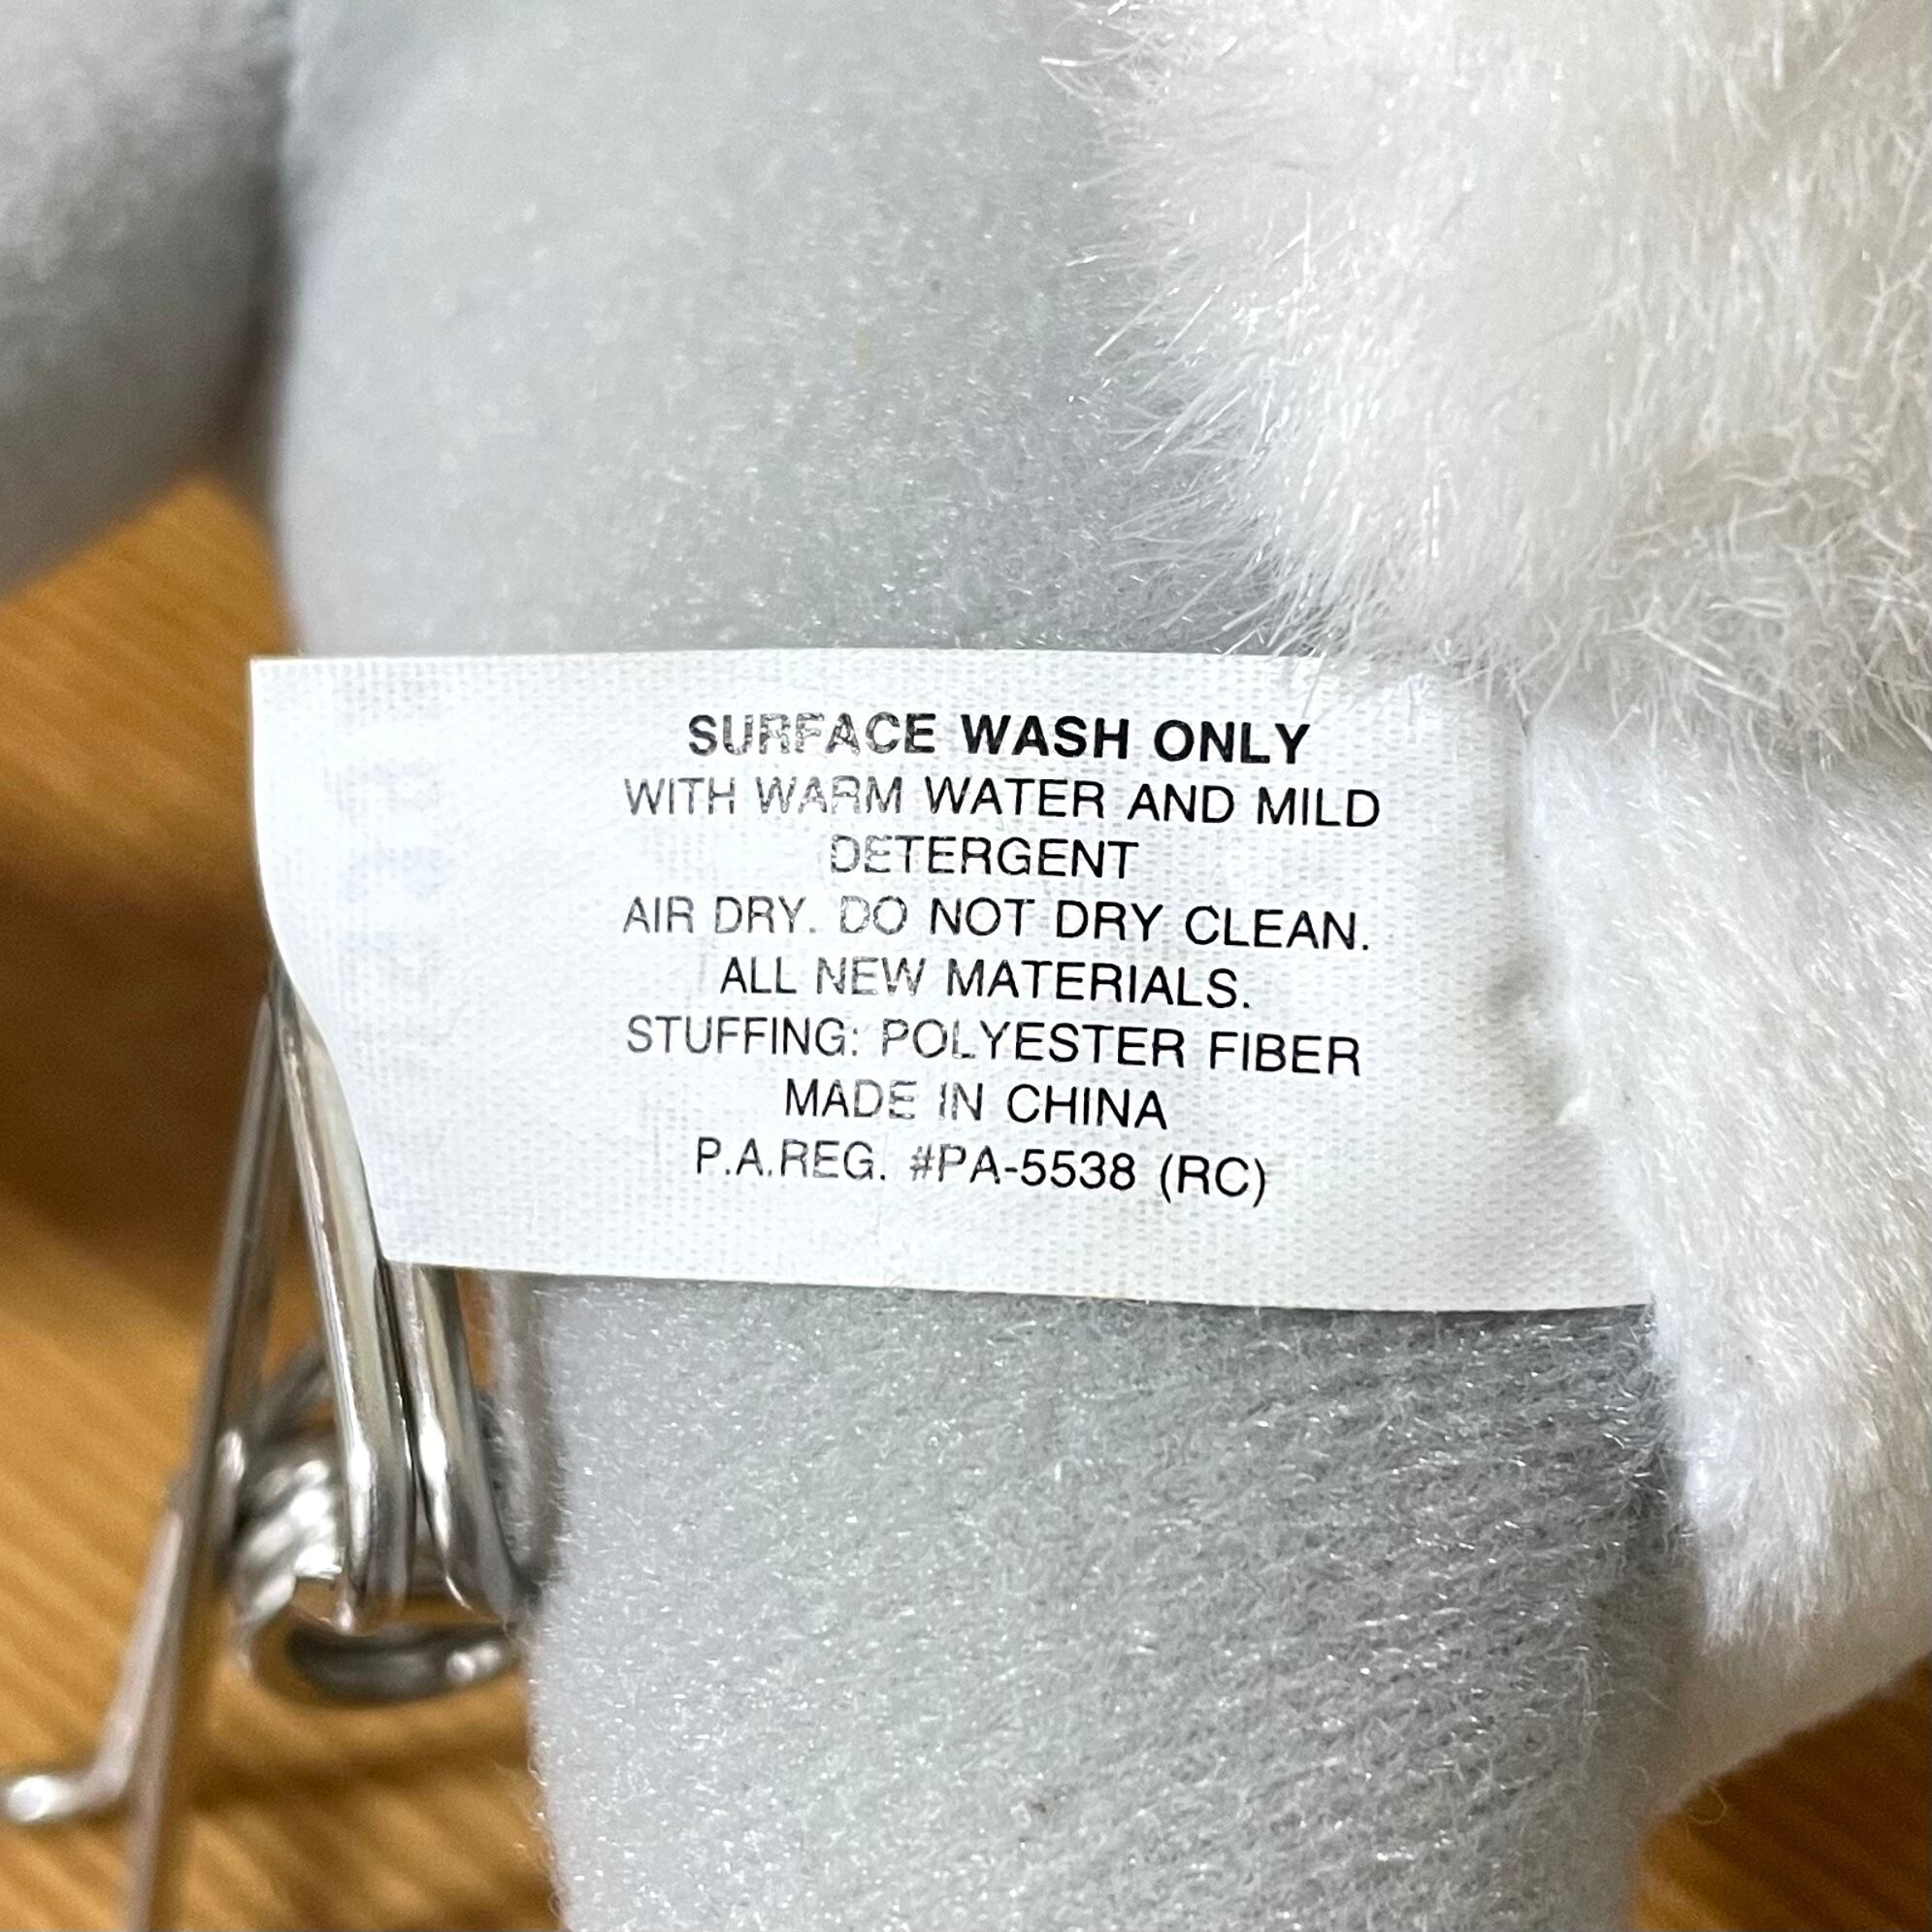 SURFACE WASH ONLY
WITH WARM WATER AND MILD
DETERGENT
AIR DRY. DO NOT DRY CLEAN.
ALL NEW MATERIALS.
STUFFING: POLYESTER FIBER
MADE IN CHINA
P.A.REG. #PA-5538 (RC)